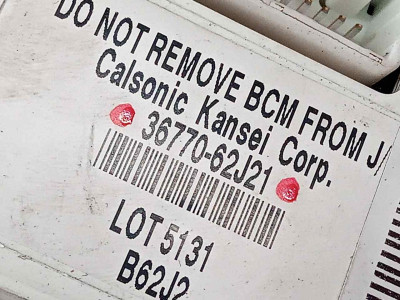 DO NOT REMOVE BCM FROM J/
Calsonic Kansei Corp.
36770-62J21
LOT 5131
B62J2